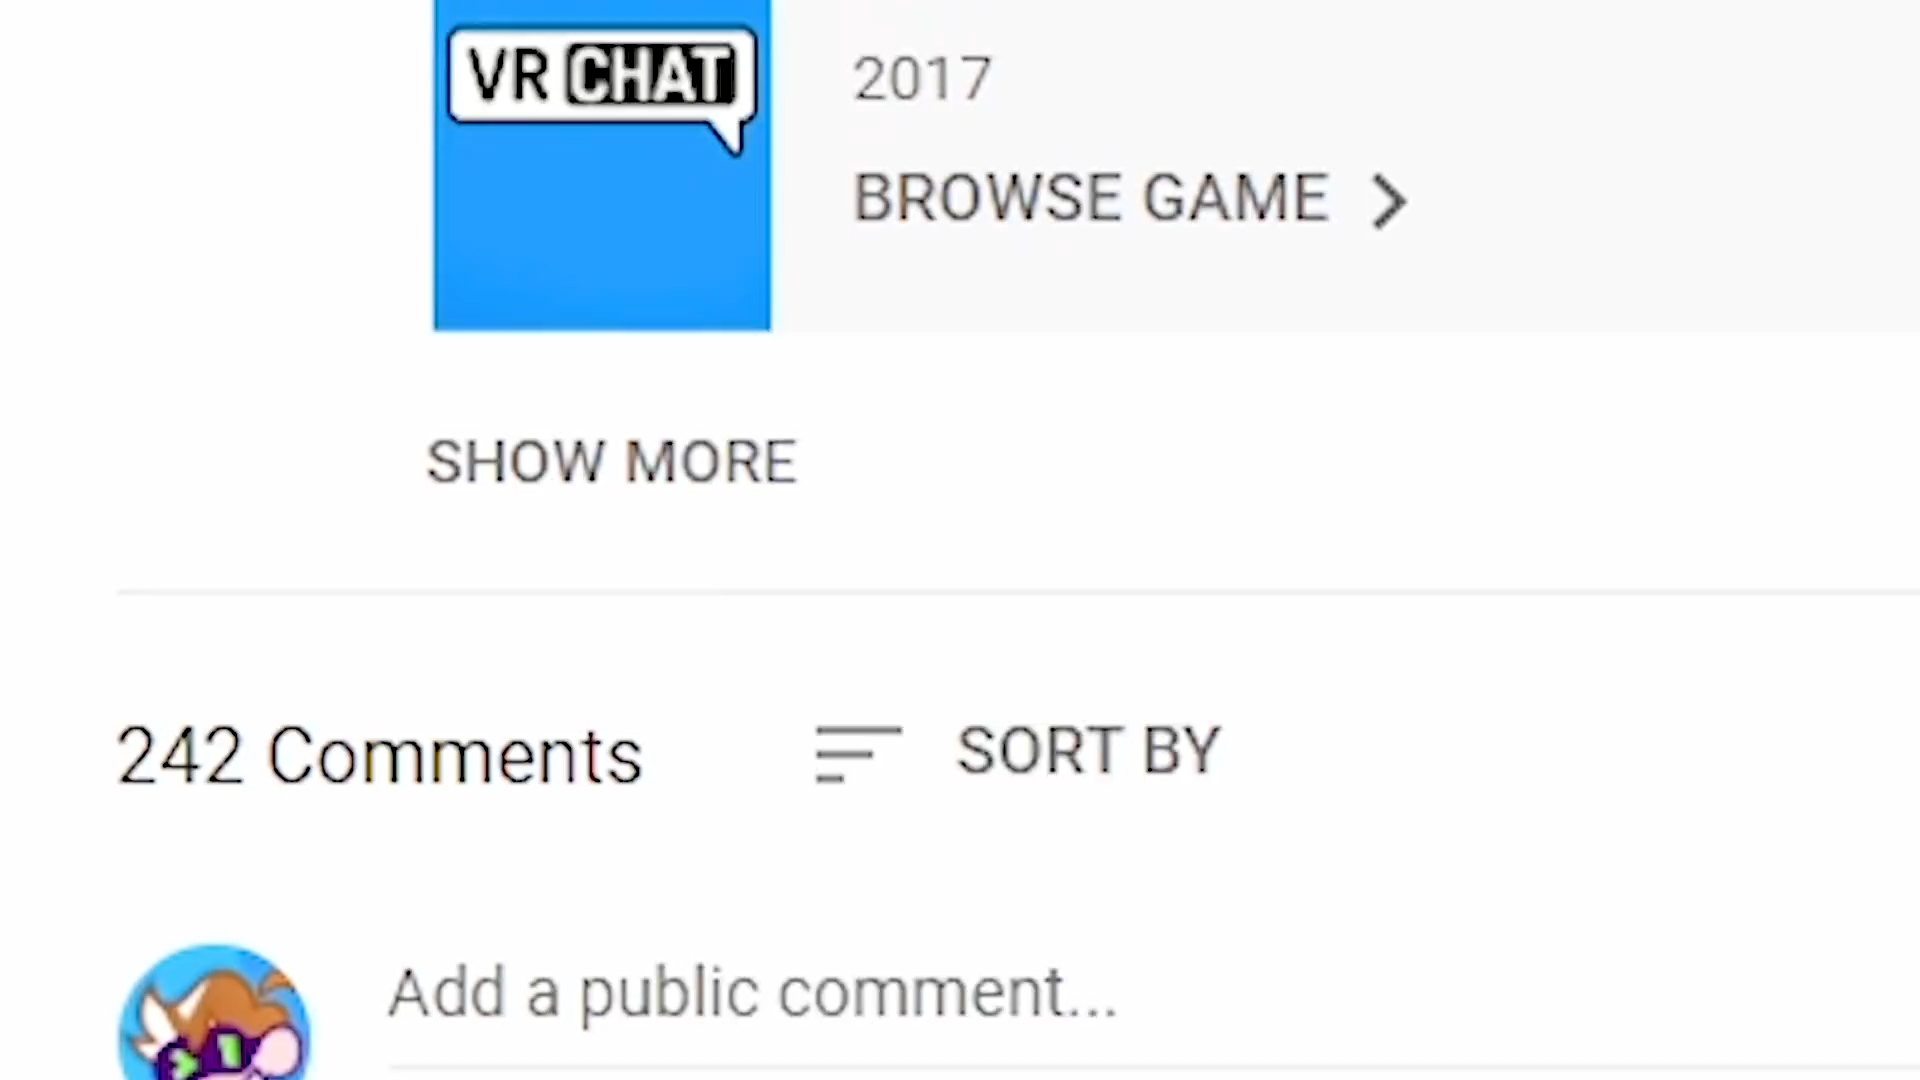 VR CHAT
2017
BROWSE GAME
SHOW MORE
242 Comments
SORT BY
Add a public comment...